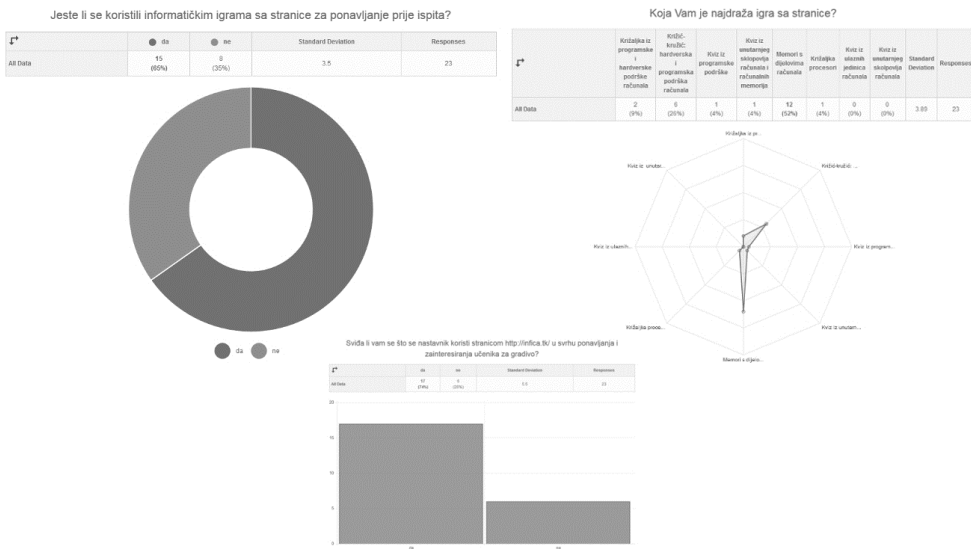 Jeste li se koristili informatičkim igrama sa stranice za ponavljanje prije ispita?
da ne Standard Deviation Responses
All Data 15 (65%) 8 (35%) 3.5 23
da ne
Koja Vam je najdraža igra sa stranice?
Križaljka iz programske i hardverske podrške računala
Križić-kružić: hardverska i programska podrška računala
Kviz iz programske podrške
Kviz iz unutarnjeg sklopovlja računala i računalnih memorija
Memori s dijelovima računala
Križaljka procesori
Kviz iz ulaznih jedinica računala
Kviz iz unutarnjeg sklopovlja računala
Standard Deviation
Responses
All Data 2 (9%) 6 (26%) 1 (4%) 1 (4%) 12 (52%) 1 (4%) 0 (0%) 0 (0%) 23
Križaljka iz pr...
Križić-kružić: ...
Kviz iz program...
Kviz iz unutarn...
Memori s dijelo...
Križaljka proce...
Kviz iz ulaznih...
Kviz iz unutar...
Sviđa li vam se što se nastavnik koristi stranicom http://infica.tk/ u svrhu ponavljanja i
zainteresiranja učenika za gradivo?
da ne Standard Deviation Responses
All Data 17 (74%) 6 (26%) 5.5 23
20
15
10
5
0
da ne